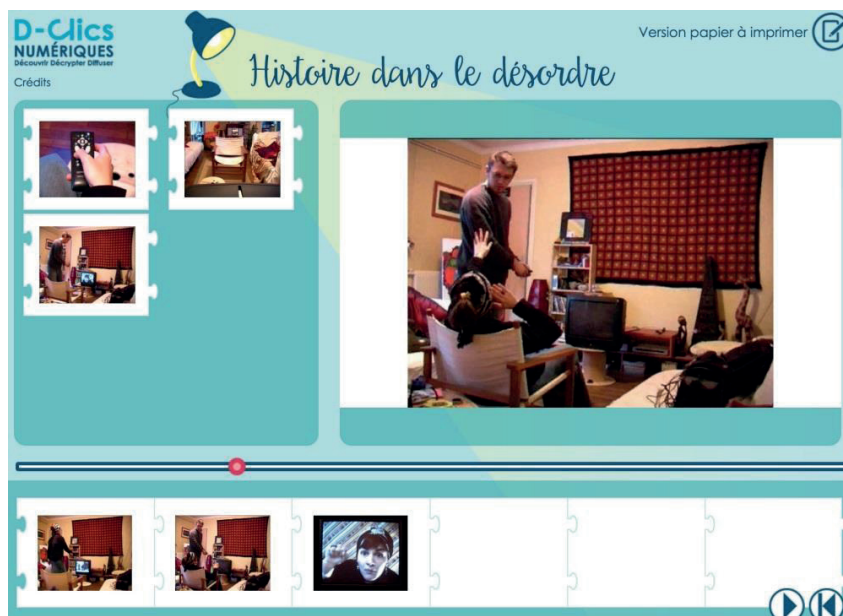 D-Clics
NUMÉRIQUES
Découvrir Décrypter Diffuser
Crédits
Histoire dans le désordre
Version papier à imprimer